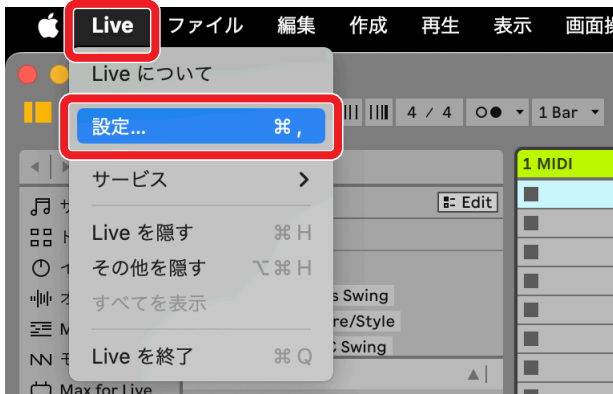 Live ファイル 編集 作成 再生 表示
Live について
4 / 4 1 Bar
設定... ⌘ ,
1 MIDI
サービス
Edit
Live を隠す ⌘ H
その他を隠す ⌥ ⌘ H
s Swing
すべてを表示
re/Style
Swing
Live を終了 ⌘ Q
Max for Live